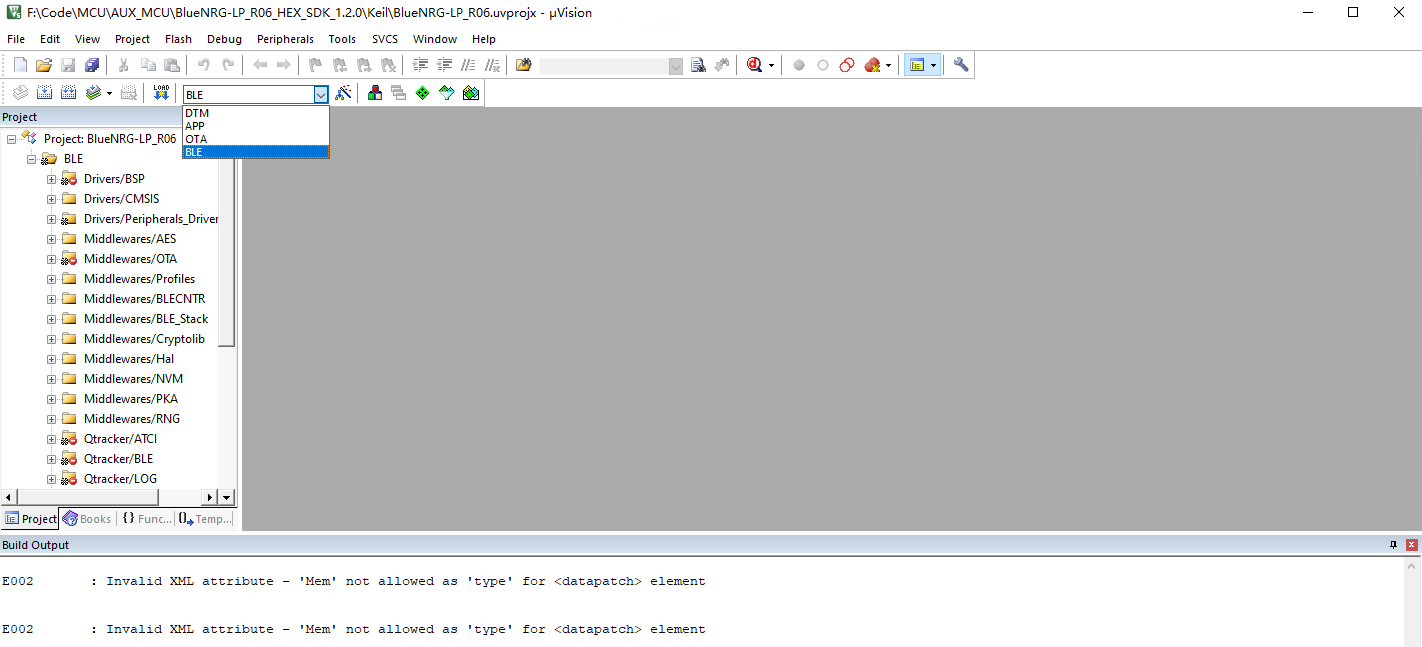 F:\Code\MCU\AUX_MCU\BlueNRG-LP_R06_HEX_SDK_1.2.0\Keil\BlueNRG-LP_R06.uvprojx - µVision
File Edit View Project Flash Debug Peripherals Tools SVCS Window Help
LOAD
BLE
DTM
APP
OTA
BLE
Project
Project: BlueNRG-LP_R06
BLE
Drivers/BSP
Drivers/CMSIS
Drivers/Peripherals_Driver
Middlewares/AES
Middlewares/OTA
Middlewares/Profiles
Middlewares/BLECNTR
Middlewares/BLE_Stack
Middlewares/Cryptolib
Middlewares/Hal
Middlewares/NVM
Middlewares/PKA
Middlewares/RNG
Qtracker/ATCI
Qtracker/BLE
Qtracker/LOG
Project Books {} Func... Temp...
Build Output
E002 : Invalid XML attribute - 'Mem' not allowed as 'type' for <datapatch> element
E002 : Invalid XML attribute - 'Mem' not allowed as 'type' for <datapatch> element